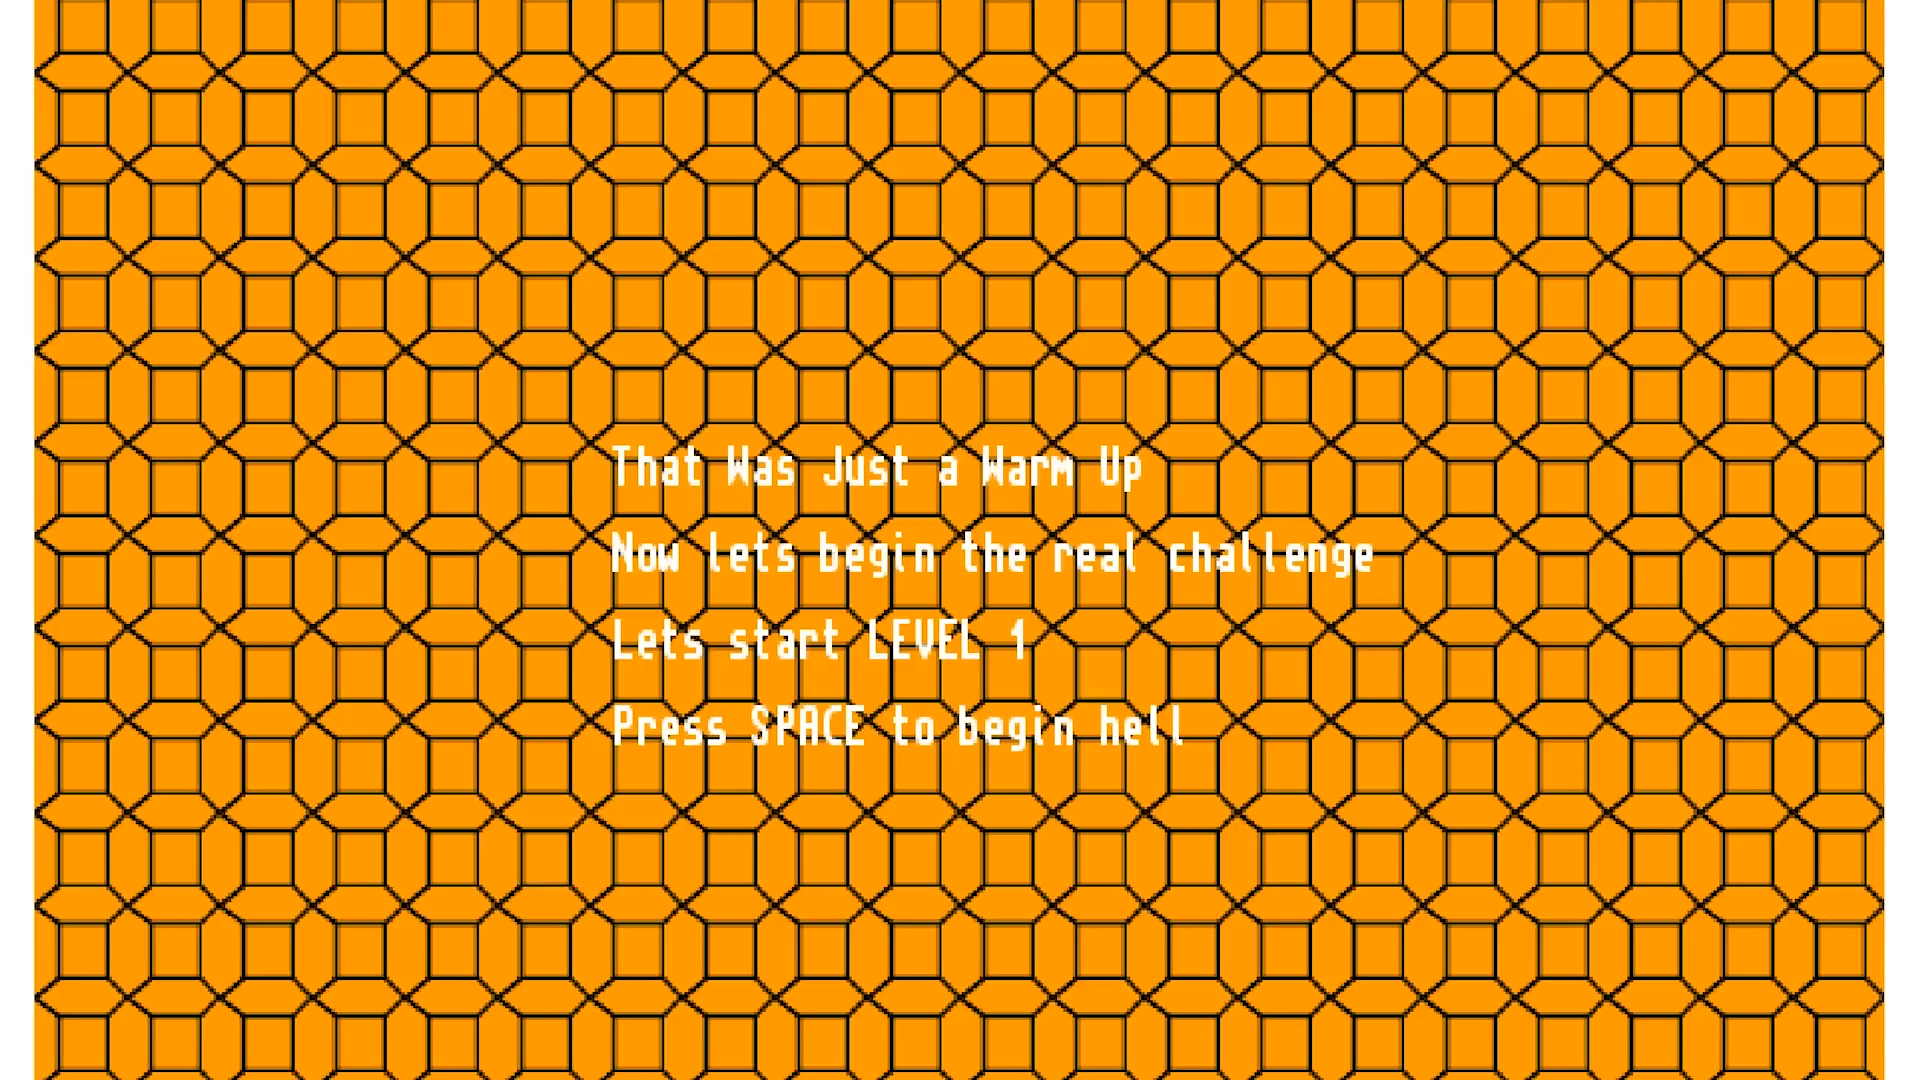 That Was Just a Warm Up
Now lets begin the real challenge
Lets start LEVEL 1
Press SPACE to begin hell